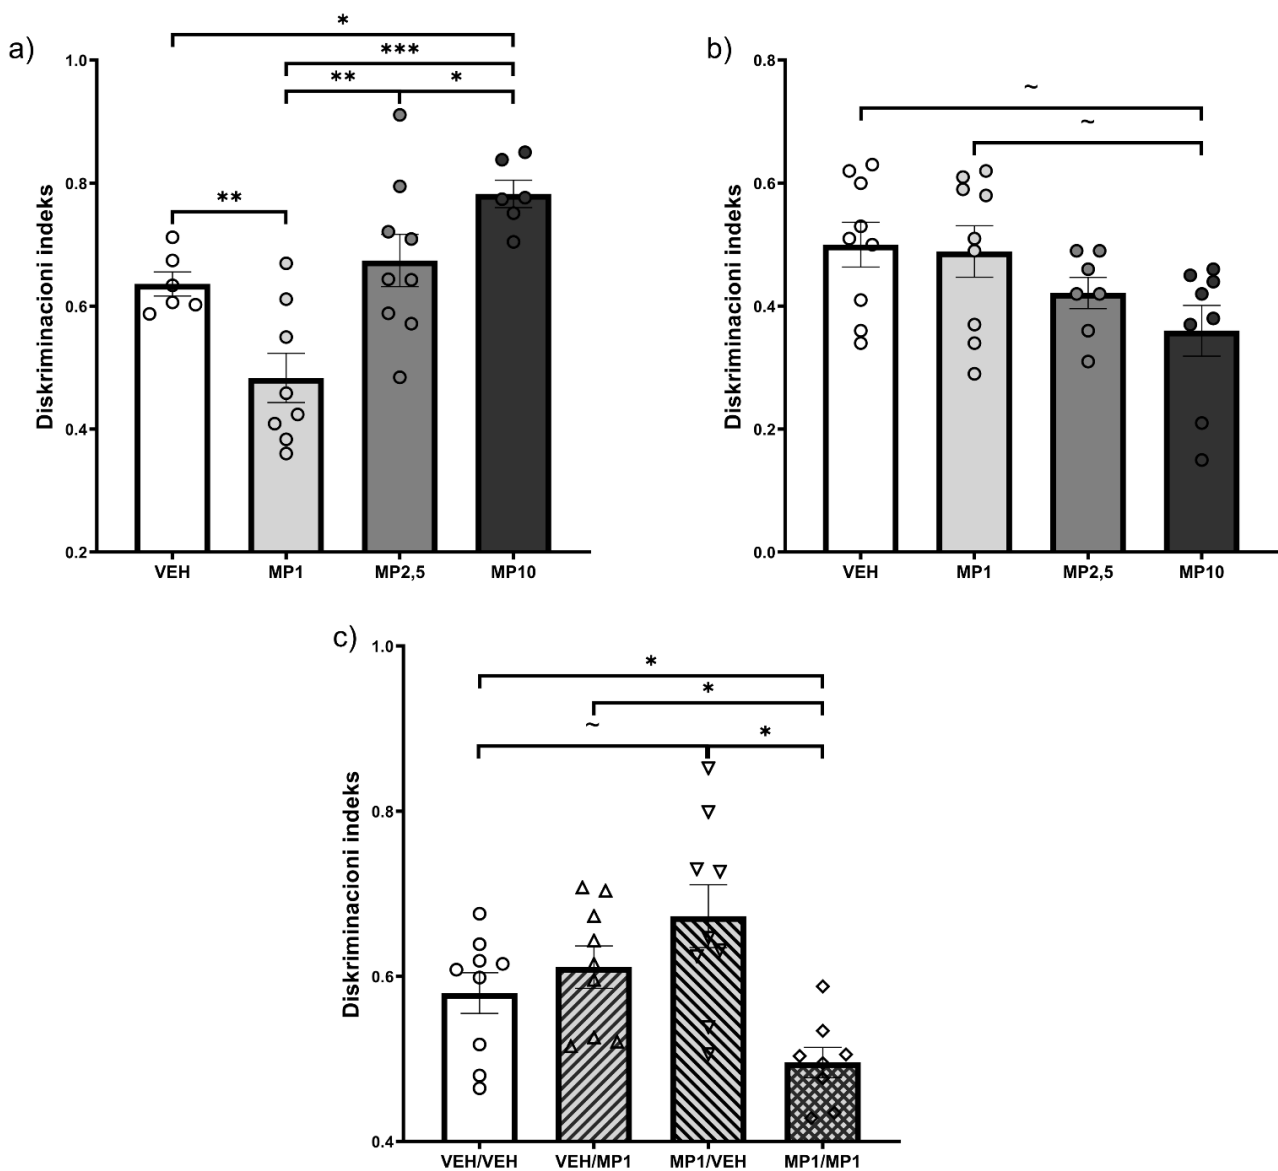 a)
*
***
**
*
**
Diskriminacioni indeks
1.0
0.8
0.6
0.4
0.2
VEH
MP1
MP2,5
MP10
b)
~
~
Diskriminacioni indeks
0.8
0.6
0.4
0.2
0.0
VEH
MP1
MP2,5
MP10
c)
*
*
~
*
Diskriminacioni indeks
1.0
0.8
0.6
0.4
VEH/VEH
VEH/MP1
MP1/VEH
MP1/MP1